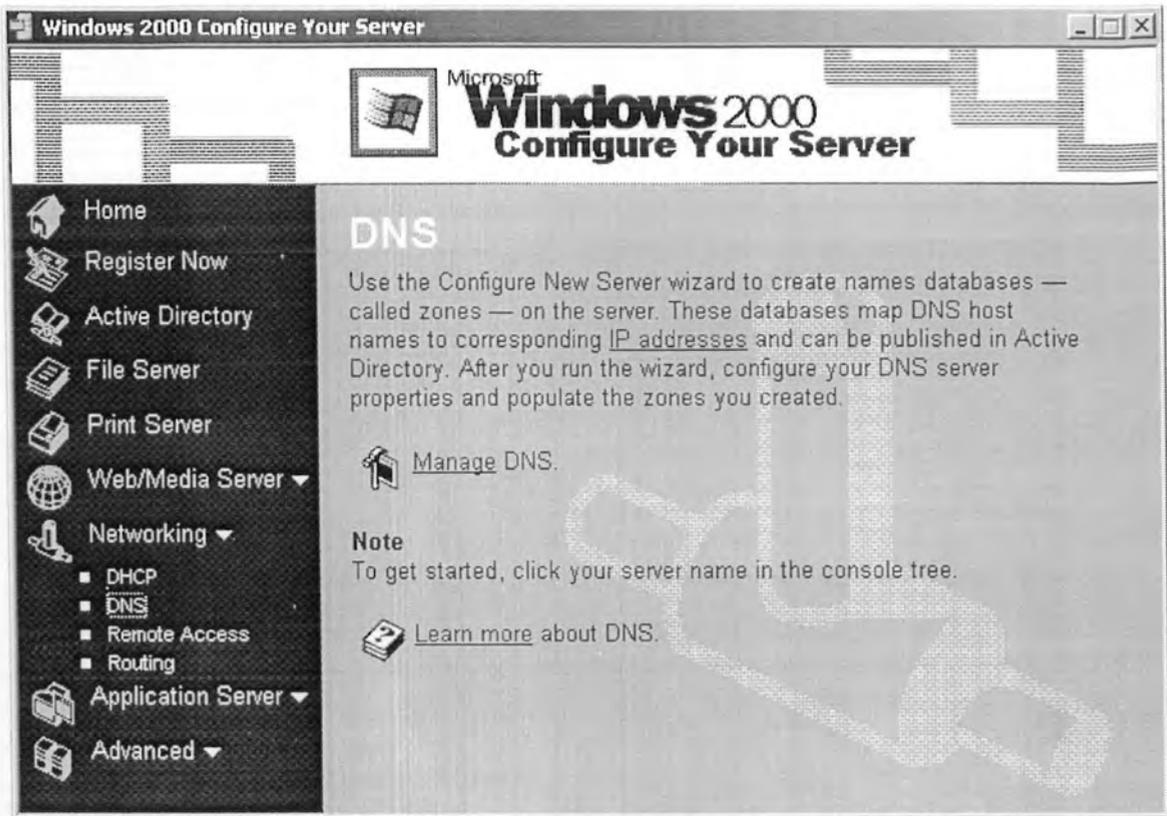 Windows 2000 Configure Your Server
Microsoft
Windows 2000
Configure Your Server
Home
Register Now
Active Directory
File Server
Print Server
Web/Media Server
Networking
DHCP
DNS
Remote Access
Routing
Application Server
Advanced
DNS
Use the Configure New Server wizard to create names databases —
called zones — on the server. These databases map DNS host
names to corresponding IP addresses and can be published in Active
Directory. After you run the wizard, configure your DNS server
properties and populate the zones you created.
Manage DNS.
Note
To get started, click your server name in the console tree.
Learn more about DNS.